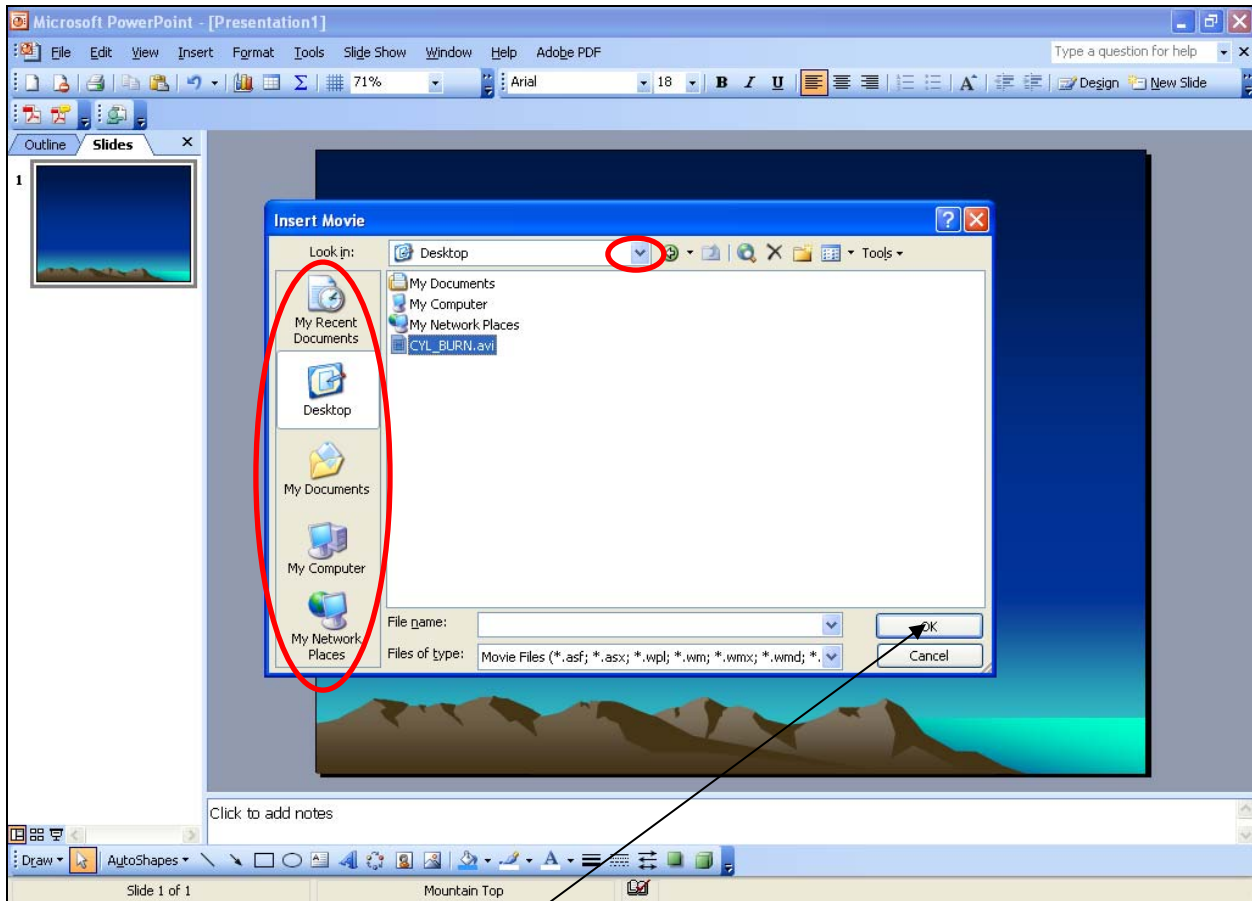 Microsoft PowerPoint - [Presentation1]
File Edit View Insert Format Tools Slide Show Window Help Adobe PDF Type a question for help
71% Arial 18 B I U A Design New Slide
Outline Slides
1
Insert Movie
Look in: Desktop Tools
My Recent Documents
Desktop
My Documents
My Computer
My Network Places
My Documents
My Computer
My Network Places
CYL_BURN.avi
File name: OK
Files of type: Movie Files (*.asf; *.asx; *.wpl; *.wm; *.wmx; *.wmd; *. Cancel
Click to add notes
Draw AutoShapes A
Slide 1 of 1 Mountain Top